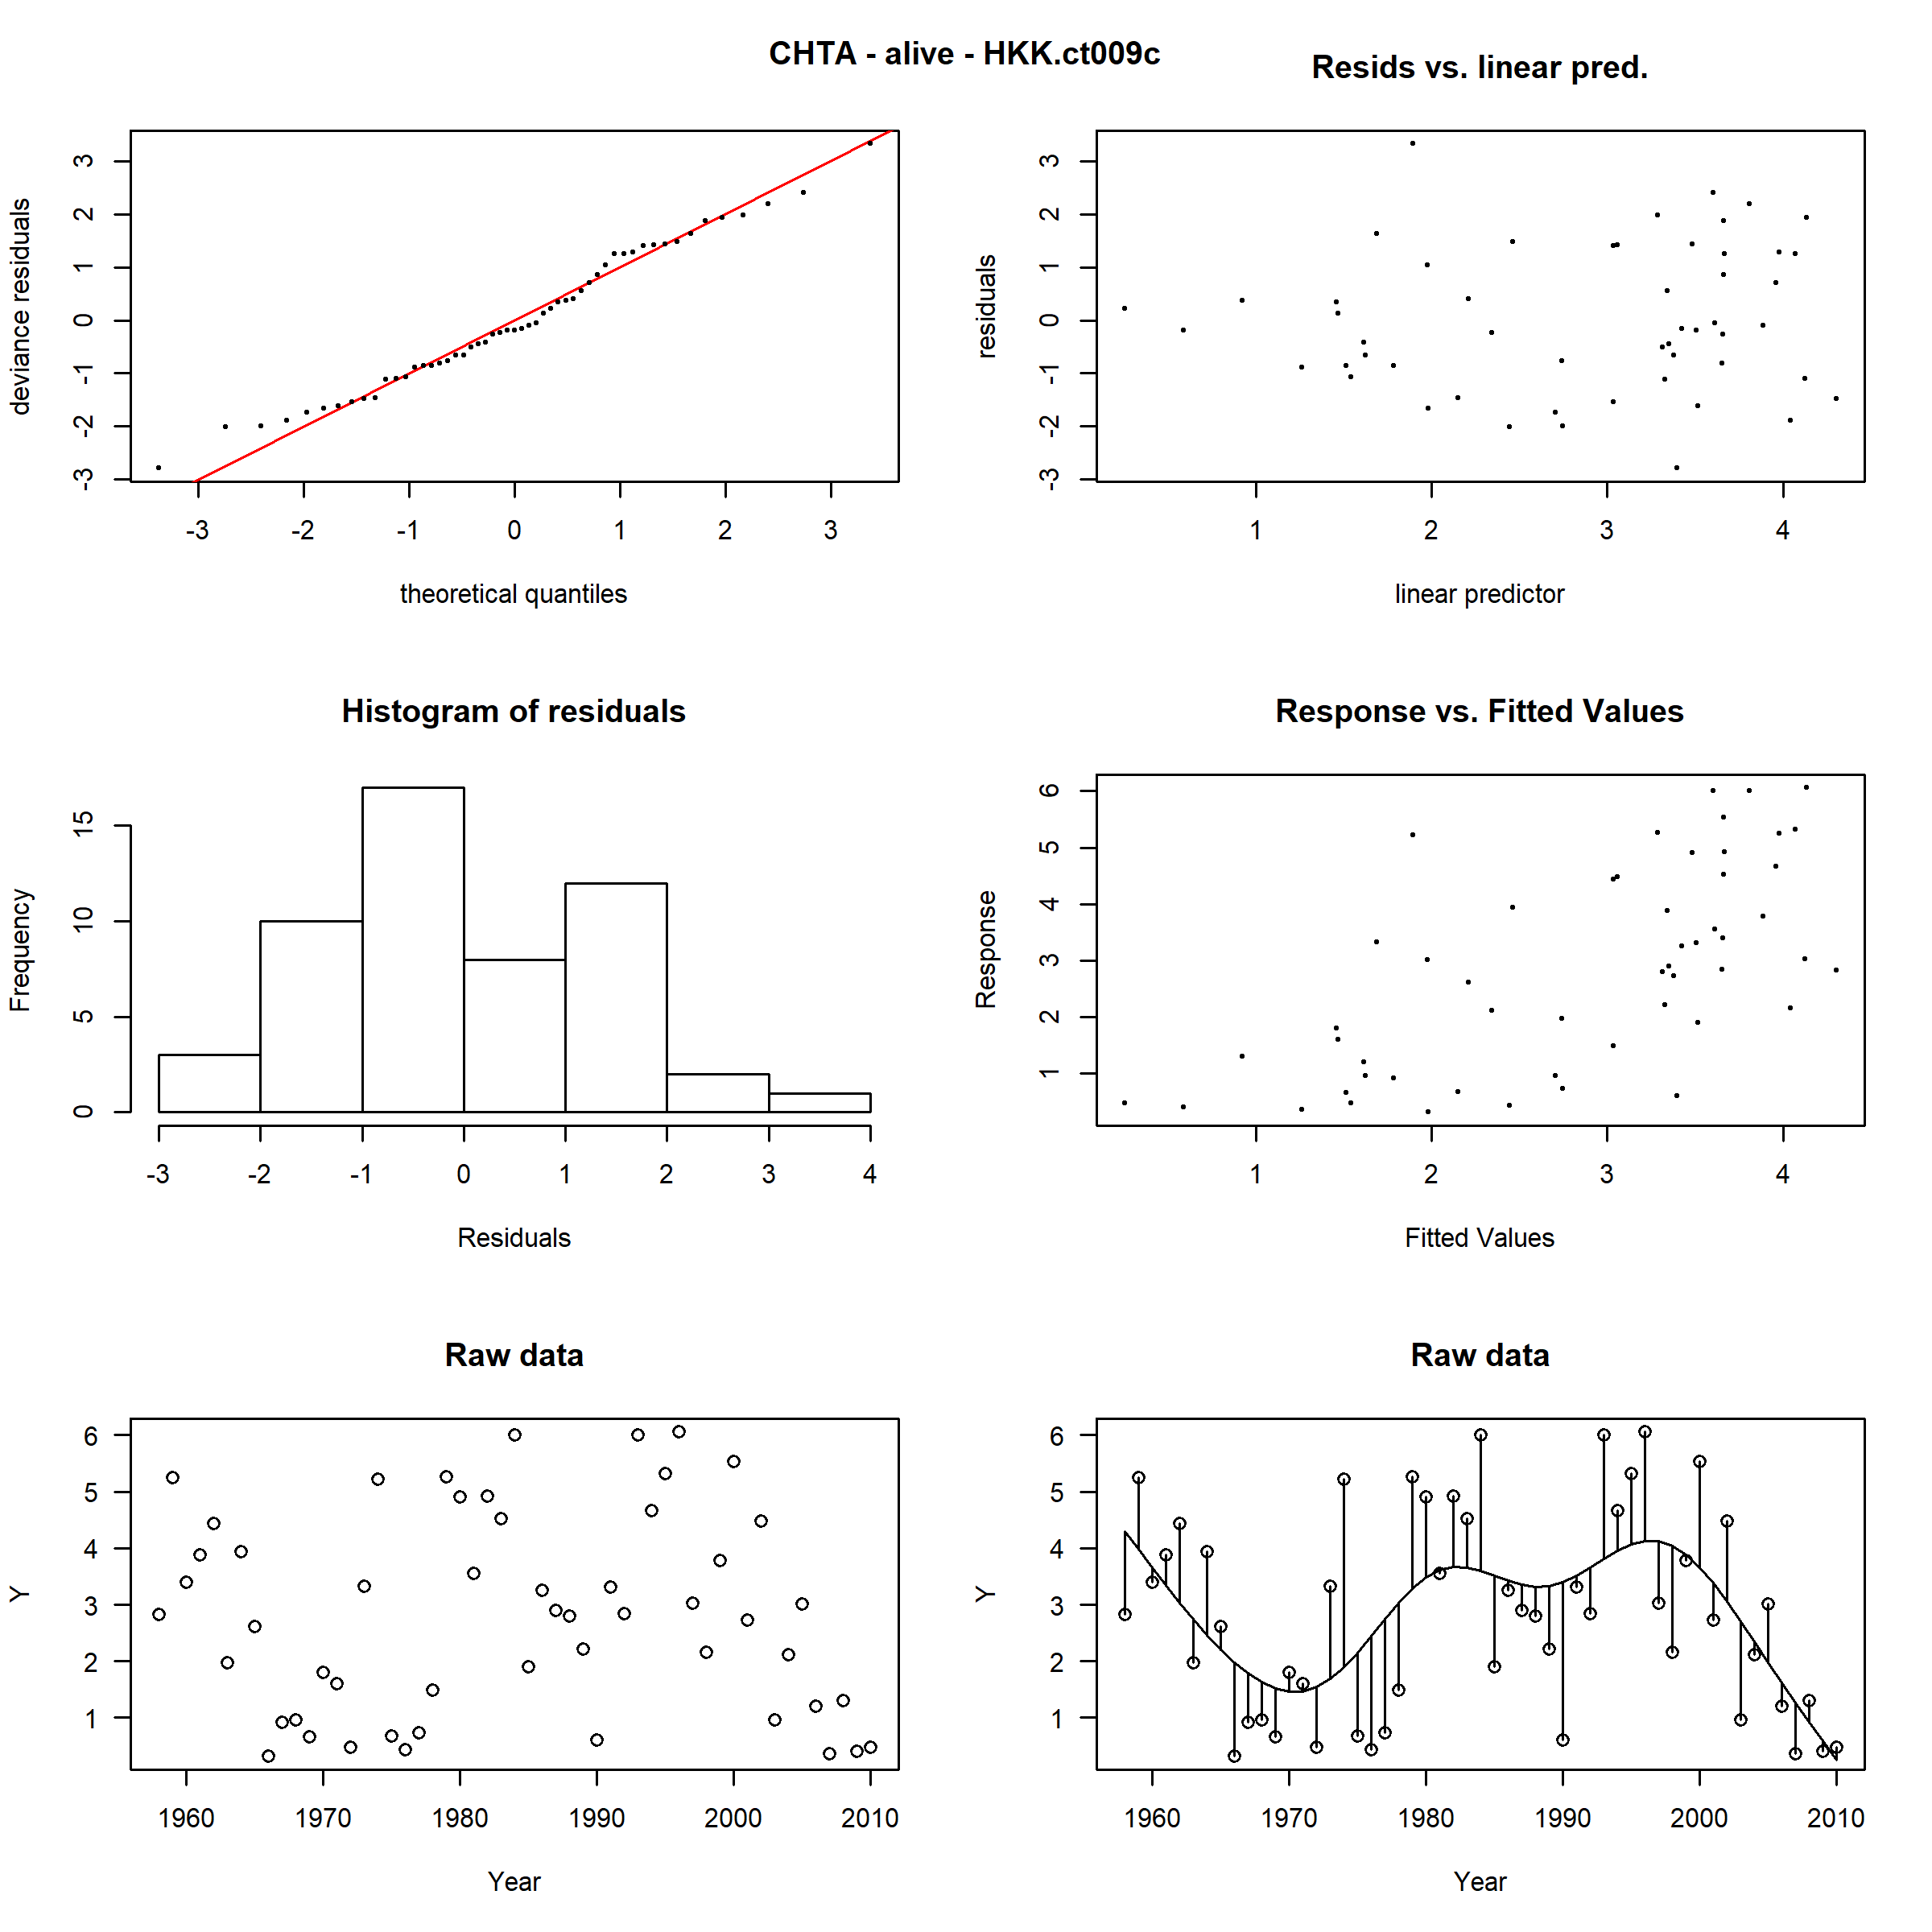 CHTA - alive - HKK.ct009c
Resids vs. linear pred.
deviance residuals
3
2
1
0
-1
-2
-3
-3 -2 -1 0 1 2 3
theoretical quantiles
residuals
3
2
1
0
-1
-2
-3
1 2 3 4
linear predictor
Histogram of residuals
Frequency
15
10
5
0
-3 -2 -1 0 1 2 3 4
Residuals
Response vs. Fitted Values
Response
6
5
4
3
2
1
1 2 3 4
Fitted Values
Raw data
Y
6
5
4
3
2
1
1960 1970 1980 1990 2000 2010
Year
Raw data
Y
6
5
4
3
2
1
1960 1970 1980 1990 2000 2010
Year